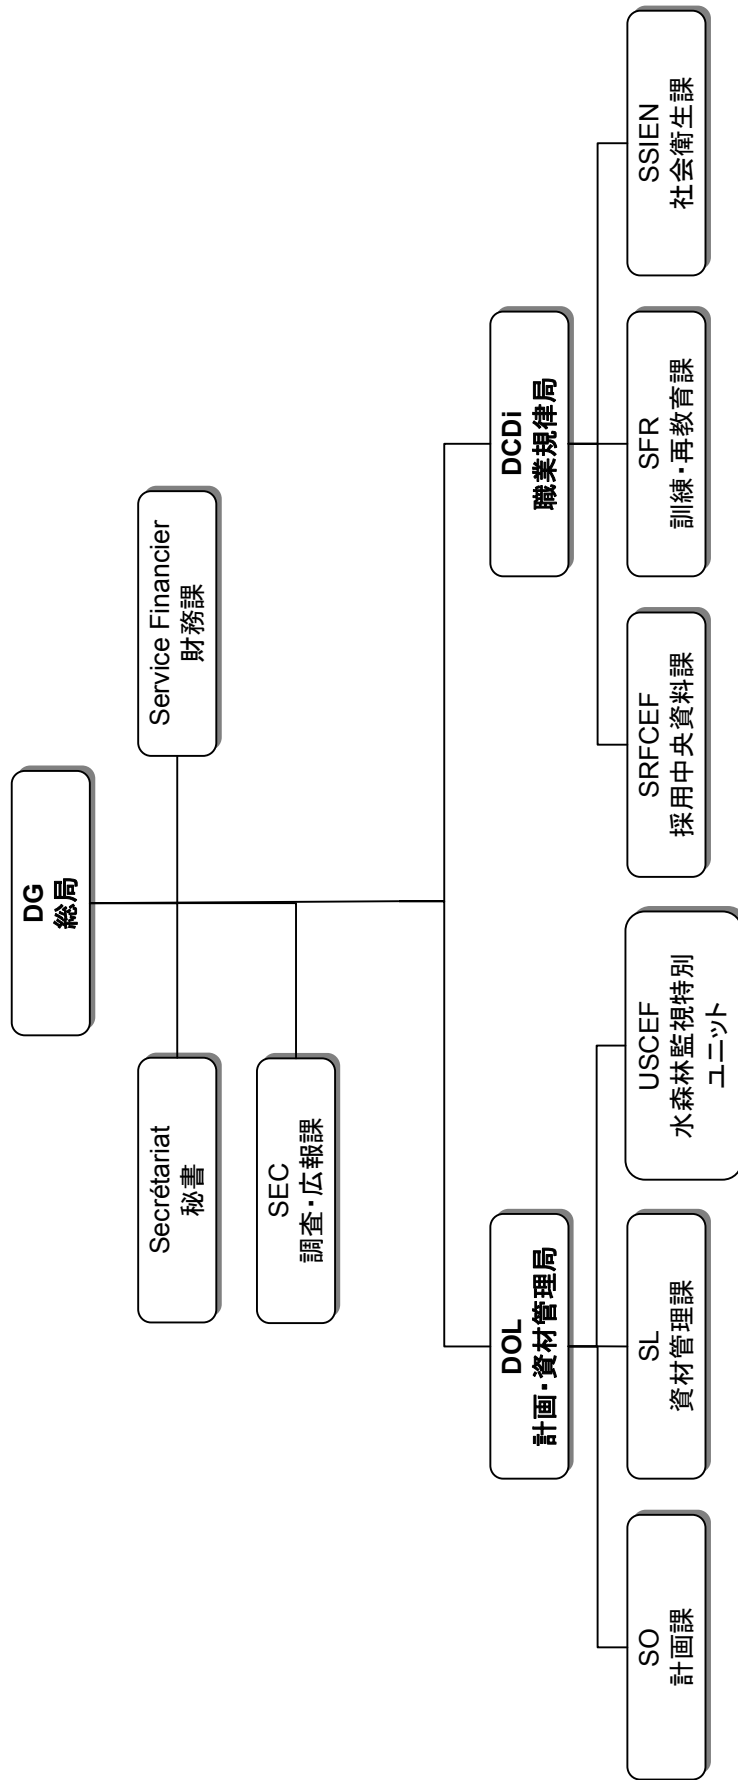 DG
総局
Secrétariat
秘書
Service Financier
財務課
SEC
調査・広報課
DOL
計画・資材管理局
DCDi
職業規律局
SO
計画課
SL
資材管理課
USCEF
水森林監視特別
ユニット
SRFCEF
採用中央資料課
SFR
訓練・再教育課
SSIEN
社会衛生課